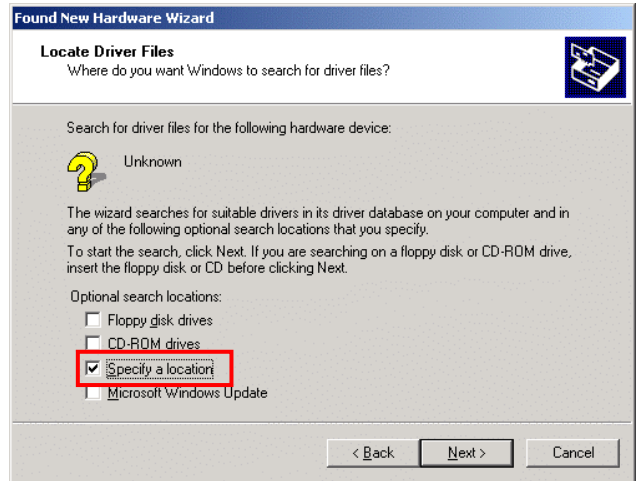 Found New Hardware Wizard
Locate Driver Files
Where do you want Windows to search for driver files?
Search for driver files for the following hardware device:
Unknown
The wizard searches for suitable drivers in its driver database on your computer and in
any of the following optional search locations that you specify.
To start the search, click Next. If you are searching on a floppy disk or CD-ROM drive,
insert the floppy disk or CD before clicking Next.
Optional search locations:
Floppy disk drives
CD-ROM drives
Specify a location
Microsoft Windows Update
< Back Next > Cancel